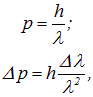 p = h/λ;
Δp = h Δλ/λ²,